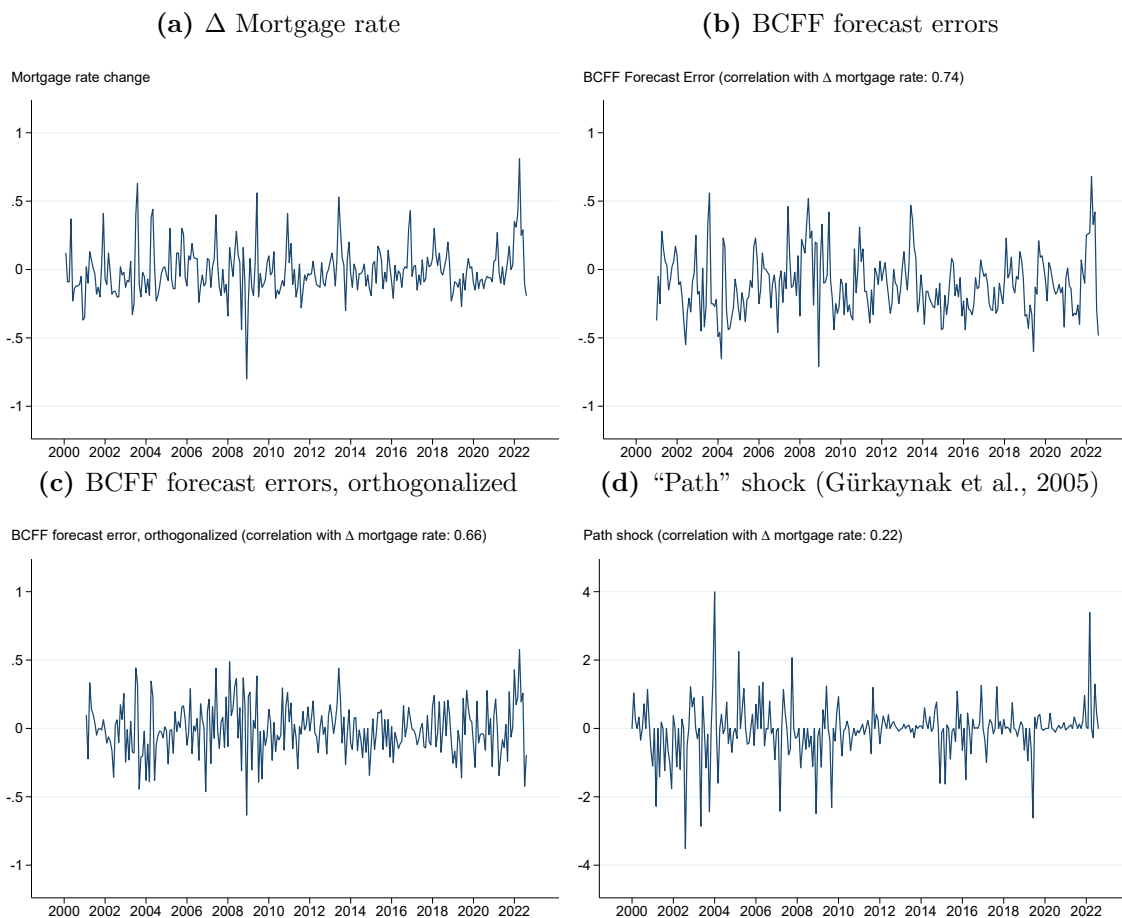 (a) Δ Mortgage rate
Mortgage rate change
1
.5
0
-.5
-1
2000 2002 2004 2006 2008 2010 2012 2014 2016 2018 2020 2022
(b) BCFF forecast errors
BCFF Forecast Error (correlation with Δ mortgage rate: 0.74)
1
.5
0
-.5
-1
2000 2002 2004 2006 2008 2010 2012 2014 2016 2018 2020 2022
(c) BCFF forecast errors, orthogonalized
BCFF forecast error, orthogonalized (correlation with Δ mortgage rate: 0.66)
1
.5
0
-.5
-1
2000 2002 2004 2006 2008 2010 2012 2014 2016 2018 2020 2022
(d) “Path” shock (Gürkaynak et al., 2005)
Path shock (correlation with Δ mortgage rate: 0.22)
4
2
0
-2
-4
2000 2002 2004 2006 2008 2010 2012 2014 2016 2018 2020 2022